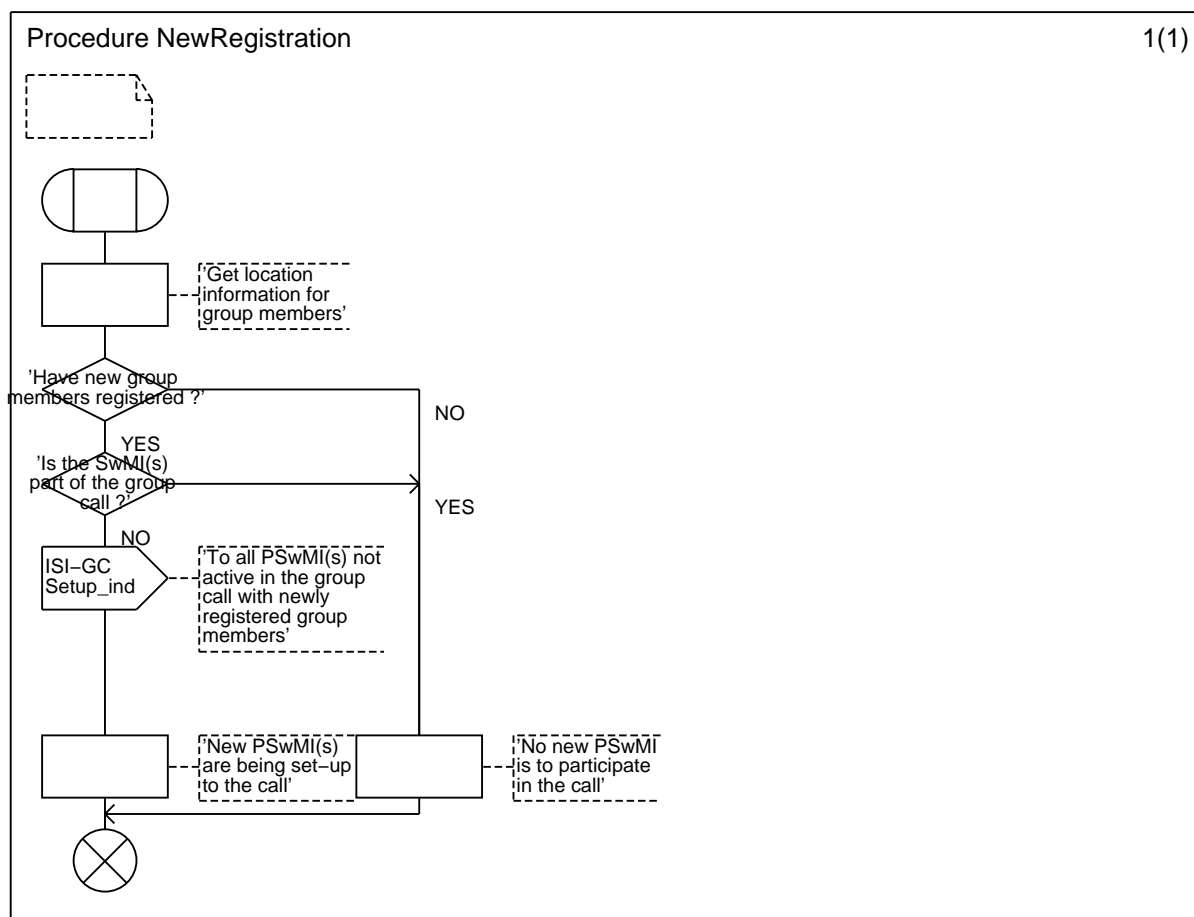 Procedure NewRegistration
1(1)
’Get location
information for
group members’
’Have new group
members registered ?’
NO
YES
’Is the SwMI(s)
part of the group
call ?’
YES
NO
ISI−GC
Setup_ind
’To all PSwMI(s) not
active in the group
call with newly
registered group
members’
’New PSwMI(s)
are being set−up
to the call’
’No new PSwMI
is to participate
in the call’